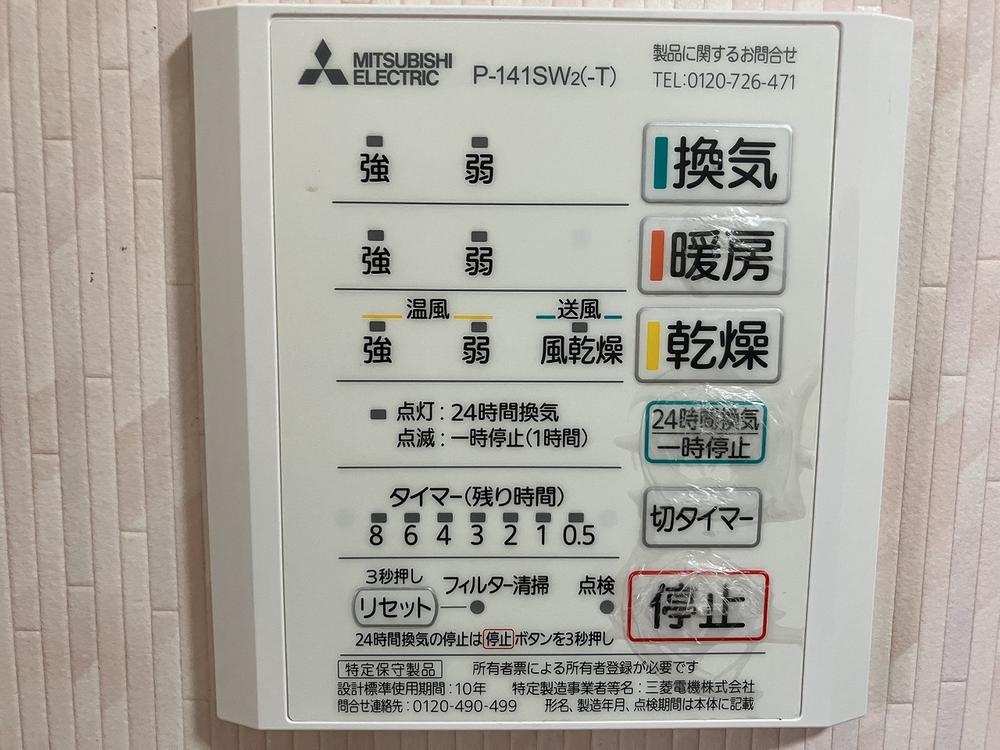 MITSUBISHI
ELECTRIC
P-141SW2(-T)
製品に関するお問合せ
TEL:0120-726-471
強 弱 換気
強 弱 暖房
温風 送風
強 弱 風乾燥 乾燥
点灯:24時間換気
点滅:一時停止(1時間)
24時間換気
一時停止
タイマー(残り時間)
8 6 4 3 2 1 0.5
切タイマー
3秒押し
リセット
フィルター清掃 点検
停止
24時間換気の停止は停止ボタンを3秒押し
特定保守製品 所有者票による所有者登録が必要です
設計標準使用期間:10年 特定製造事業者等名:三菱電機株式会社
問合せ連絡先:0120-490-499 形名、製造年月、点検期間は本体に記載